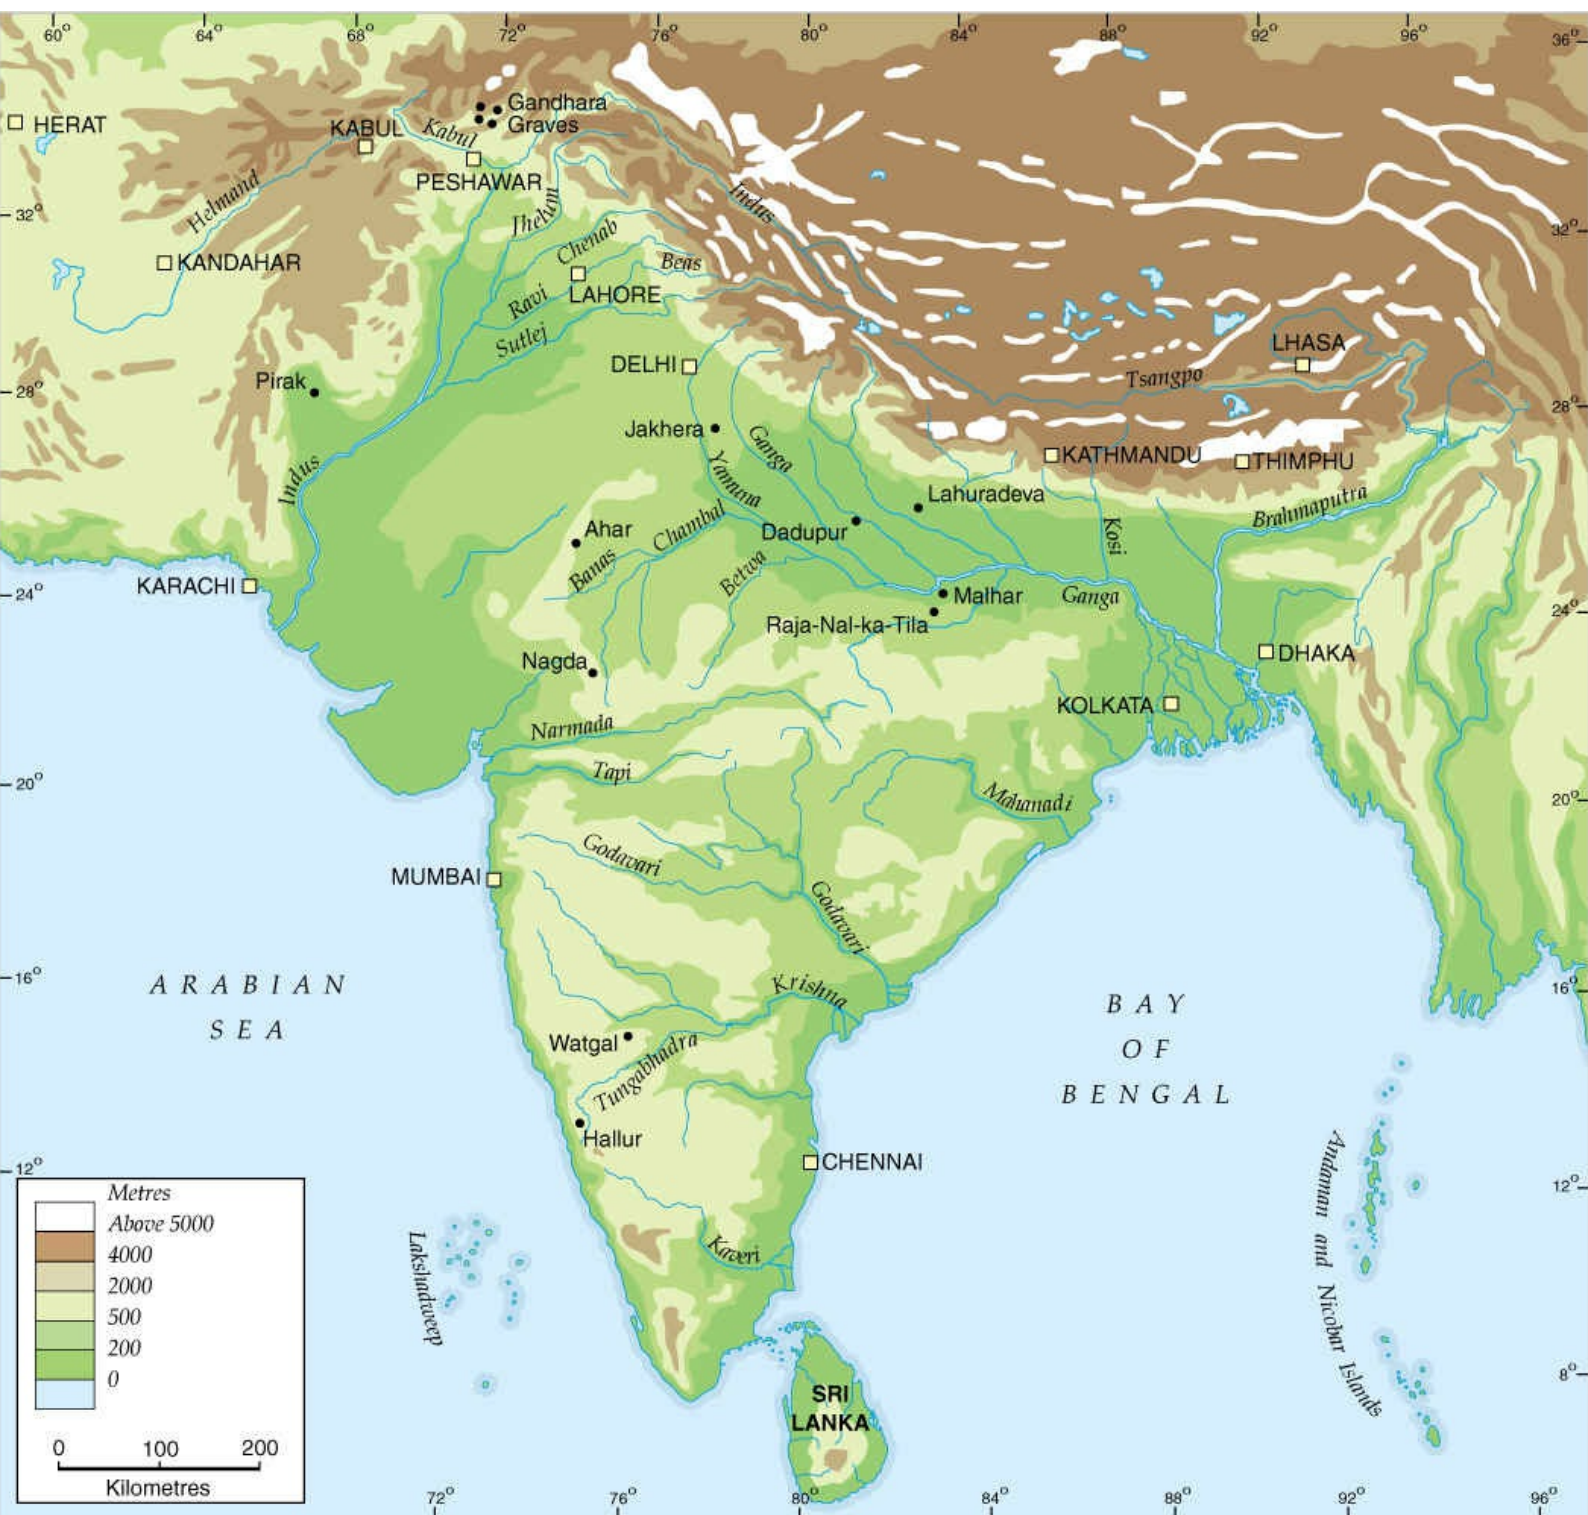 60°
64°
68°
72°
76°
80°
84°
88°
92°
96°
36°
HERAT
KABUL
Kabul
Gandhara
Graves
PESHAWAR
Helmand
Jhelum
Indus
32°
32°
KANDAHAR
Chenab
Beas
Ravi
LAHORE
Sutlej
DELHI
LHASA
Tsangpo
Pirak
28°
28°
Jakhera
Ganga
KATHMANDU
THIMPHU
Indus
Yamuna
Lahuradeva
Brahmaputra
Ahar
Chambal
Dadupur
Kosi
Banas
Betwa
KARACHI
24°
24°
Malhar
Ganga
Raja-Nal-ka-Tila
DHAKA
Nagda
KOLKATA
Narmada
Tapi
20°
20°
Mahanadi
Godavari
MUMBAI
Godavari
16°
16°
ARABIAN
SEA
Krishna
BAY
OF
BENGAL
Watgal
Tungabhadra
Hallur
CHENNAI
12°
12°
Andaman and Nicobar Islands
Lakshadweep
Kaveri
8°
SRI
LANKA
Metres
Above 5000
4000
2000
500
200
0
0 100 200
Kilometres
72°
76°
80°
84°
88°
92°
96°